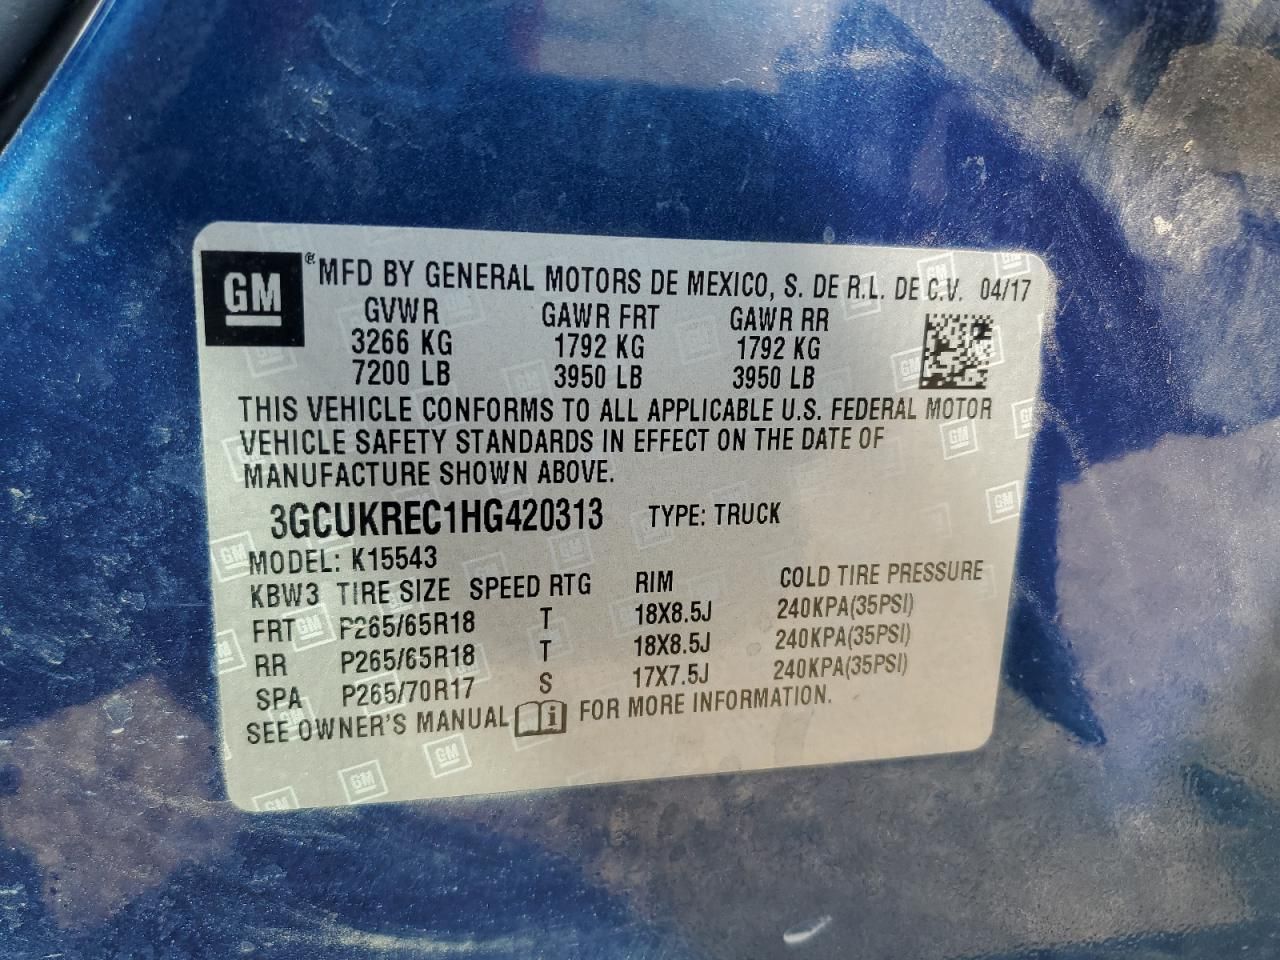 GM ® MFD BY GENERAL MOTORS DE MEXICO, S. DE R.L. DE C.V. 04/17
GVWR GAWR FRT GAWR RR
3266 KG 1792 KG 1792 KG
7200 LB 3950 LB 3950 LB
THIS VEHICLE CONFORMS TO ALL APPLICABLE U.S. FEDERAL MOTOR
VEHICLE SAFETY STANDARDS IN EFFECT ON THE DATE OF
MANUFACTURE SHOWN ABOVE.
3GCUKREC1HG420313 TYPE: TRUCK
MODEL: K15543
KBW3 TIRE SIZE SPEED RTG RIM COLD TIRE PRESSURE
FRT P265/65R18 T 18X8.5J 240KPA(35PSI)
RR P265/65R18 T 18X8.5J 240KPA(35PSI)
SPA P265/70R17 S 17X7.5J 240KPA(35PSI)
SEE OWNER'S MANUAL i FOR MORE INFORMATION.